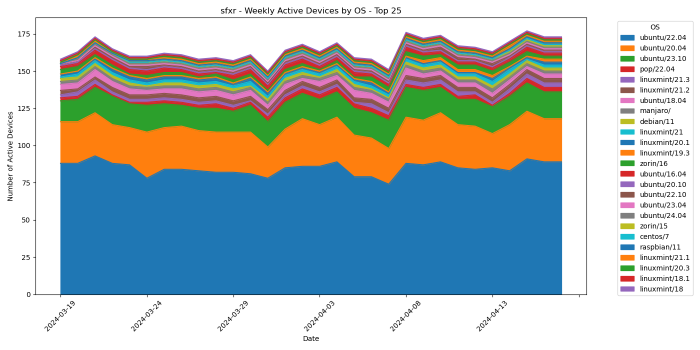 sfxr - Weekly Active Devices by OS - Top 25
Number of Active Devices
175
150
125
100
75
50
25
0
2024-03-19
2024-03-24
2024-03-29
2024-04-03
2024-04-08
2024-04-13
Date
OS
ubuntu/22.04
ubuntu/20.04
ubuntu/23.10
pop/22.04
linuxmint/21.3
linuxmint/21.2
ubuntu/18.04
manjaro/
debian/11
linuxmint/21
linuxmint/20.1
linuxmint/19.3
zorin/16
ubuntu/16.04
ubuntu/20.10
ubuntu/22.10
ubuntu/23.04
ubuntu/24.04
zorin/15
centos/7
raspbian/11
linuxmint/21.1
linuxmint/20.3
linuxmint/18.1
linuxmint/18